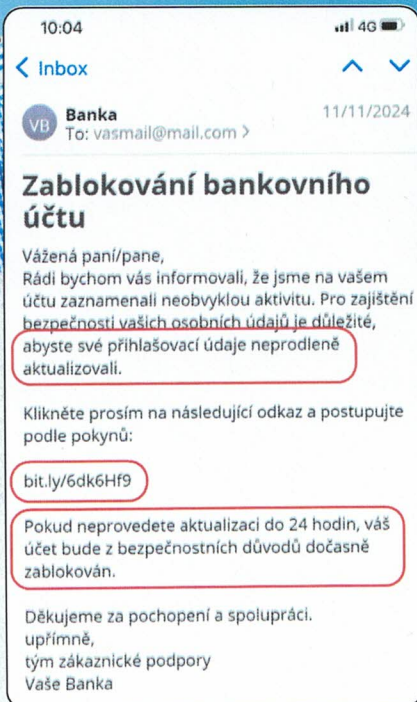 10:04
4G
Inbox
VB
Banka
11/11/2024
To: vasmail@mail.com >
Zablokování bankovního
účtu
Vážená paní/pane,
Rádi bychom vás informovali, že jsme na vašem
účtu zaznamenali neobvyklou aktivitu. Pro zajištění
bezpečnosti vašich osobních údajů je důležité,
abyste své přihlašovací údaje neprodleně
aktualizovali.
Klikněte prosím na následující odkaz a postupujte
podle pokynů:
bit.ly/6dk6Hf9
Pokud neprovedete aktualizaci do 24 hodin, váš
účet bude z bezpečnostních důvodů dočasně
zablokován.
Děkujeme za pochopení a spolupráci.
upřímně,
tým zákaznické podpory
Vaše Banka